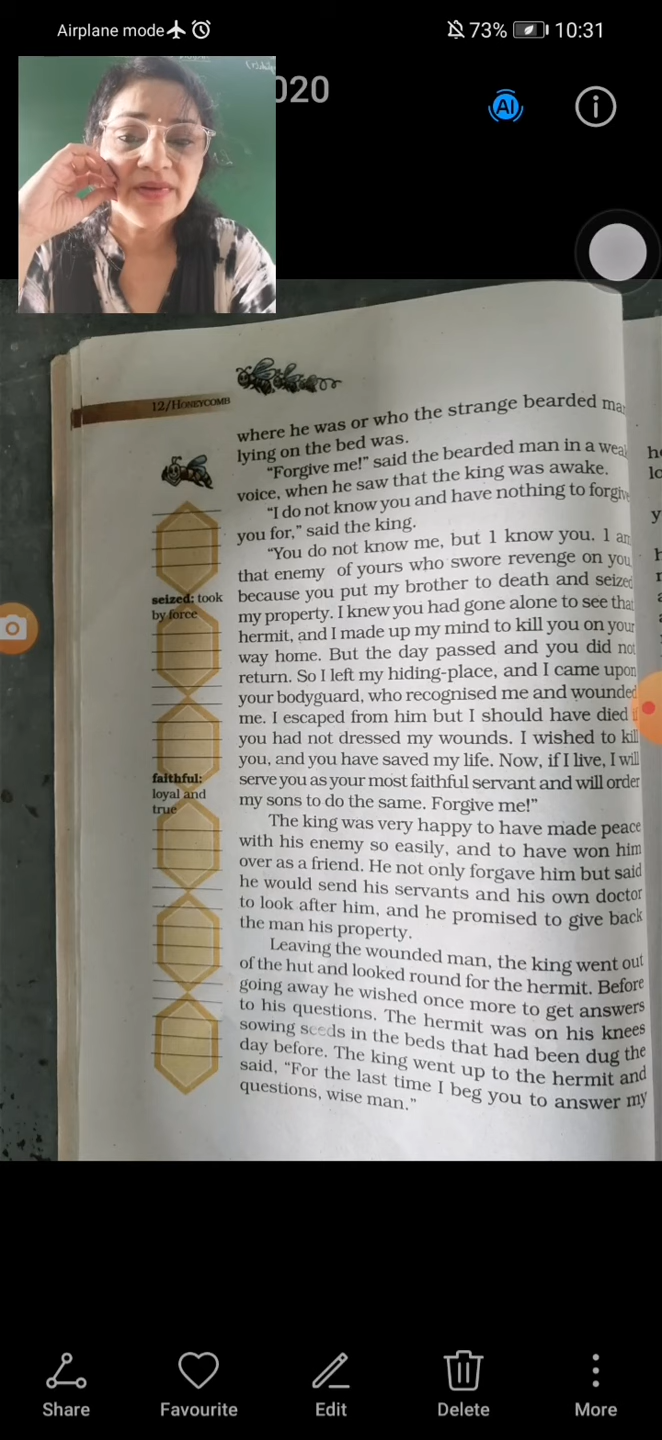 Airplane mode
73%
10:31
020
AI
12/HONEYCOMB
where he was or who the strange bearded
lying on the bed was.
"Forgive me!" said the bearded man in a
voice, when he saw that the king was awake.
"I do not know you and have nothing to
you for," said the king.
"You do not know me, but 1 know you. 1
that enemy of yours who swore revenge on you
because you put my brother to death and seized
my property. I knew you had gone alone to see that
hermit, and I made up my mind to kill you on your
way home. But the day passed and you did not
return. So I left my hiding-place, and I came upon
your bodyguard, who recognised me and wounded
me. I escaped from him but I should have died
you had not dressed my wounds. I wished to kill
you, and you have saved my life. Now, if I live, I will
serve you as your most faithful servant and will order
my sons to do the same. Forgive me!"
The king was very happy to have made peace
with his enemy so easily, and to have won him
over as a friend. He not only forgave him but said
he would send his servants and his own doctor
to look after him, and he promised to give back
the man his property.
Leaving the wounded man, the king went out
of the hut and looked round for the hermit. Before
going away he wished once more to get answers
to his questions. The hermit was on his knees
sowing seeds in the beds that had been dug the
day before. The king went up to the hermit and
said, "For the last time I beg you to answer my
questions, wise man."
seized: took
by force
faithful:
loyal and
true
Share
Favourite
Edit
Delete
More